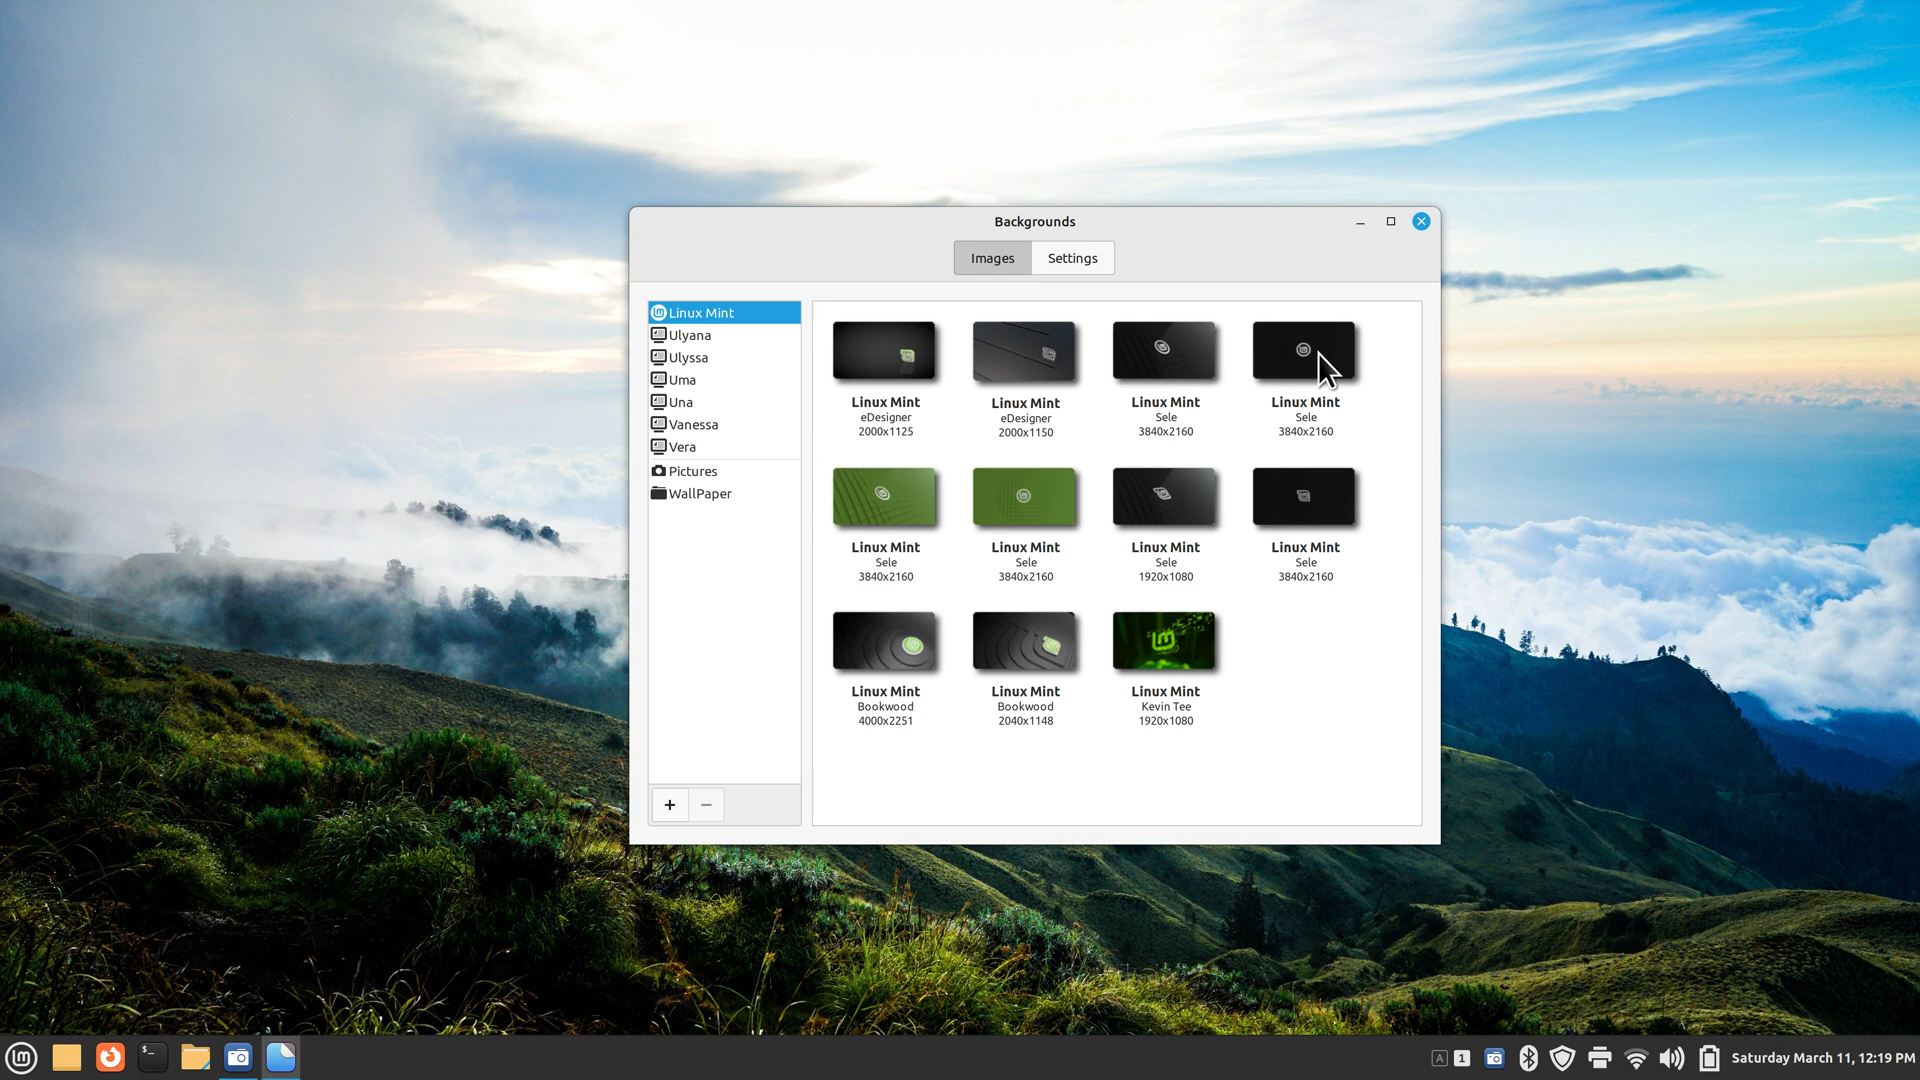 Backgrounds
Images
Settings
Linux Mint
Ulyana
Ulyssa
Uma
Una
Vanessa
Vera
Pictures
WallPaper
Linux Mint
eDesigner
2000x1125
Linux Mint
eDesigner
2000x1150
Linux Mint
Sele
3840x2160
Linux Mint
Sele
3840x2160
Linux Mint
Sele
3840x2160
Linux Mint
Sele
3840x2160
Linux Mint
Sele
1920x1080
Linux Mint
Sele
3840x2160
Linux Mint
Bookwood
4000x2251
Linux Mint
Bookwood
2040x1148
Linux Mint
Kevin Tee
1920x1080
A
1
Saturday March 11, 12:19 PM